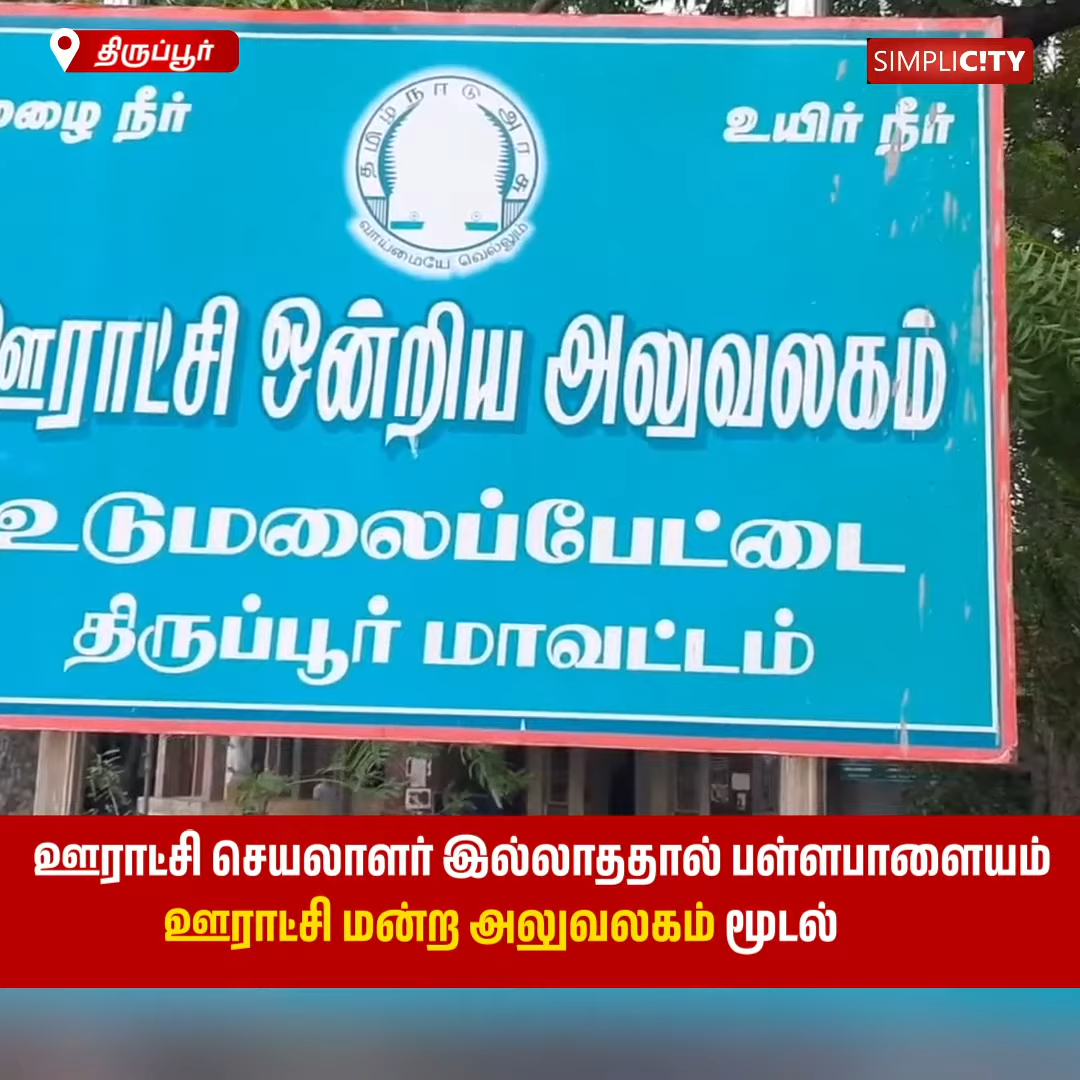 திருப்பூர்
SIMPLIC!TY
மழை நீர்
உயிர் நீர்
தமிழ்நாடு அரசு
வாய்மையே வெல்லும்
ஊராட்சி ஒன்றிய அலுவலகம்
உடுமலைப்பேட்டை
திருப்பூர் மாவட்டம்
ஊராட்சி செயலாளர் இல்லாததால் பள்ளபாளையம்
ஊராட்சி மன்ற அலுவலகம் மூடல்